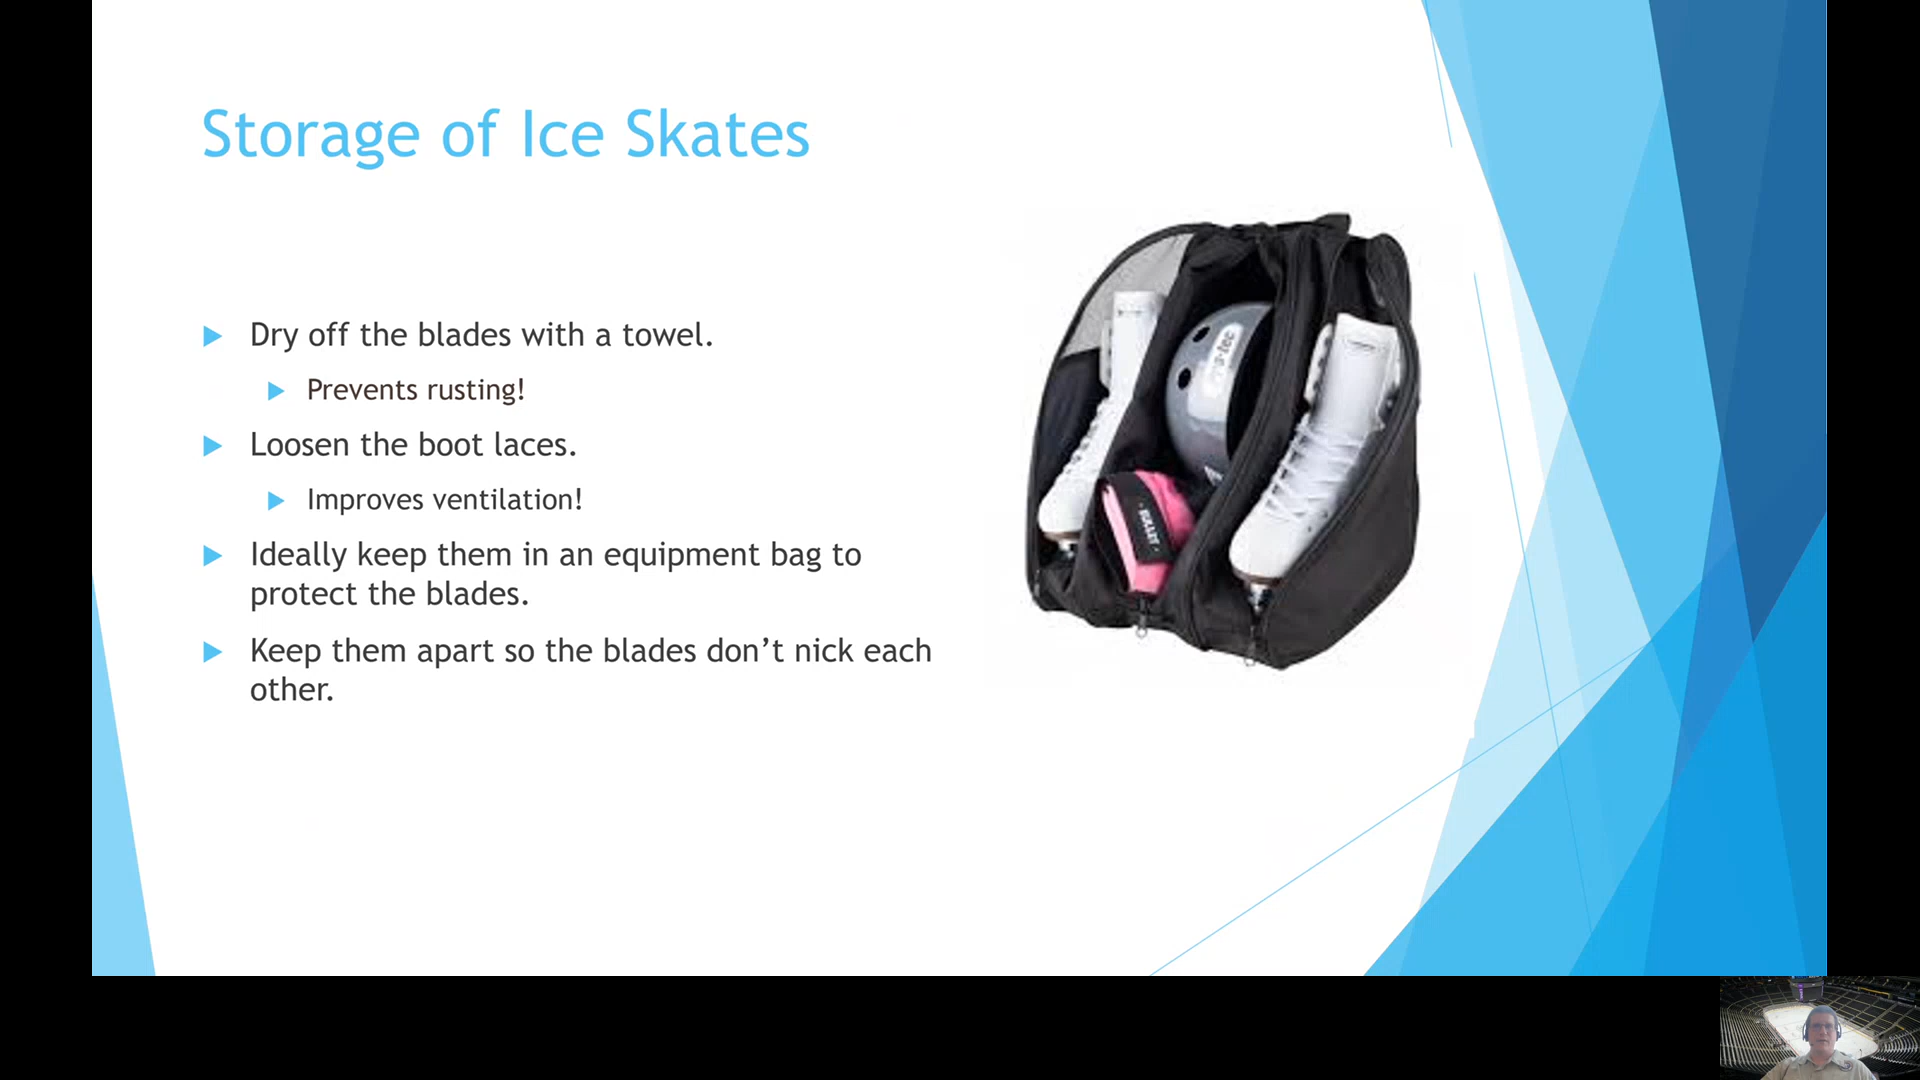 Storage of Ice Skates
Dry off the blades with a towel.
Prevents rusting!
Loosen the boot laces.
Improves ventilation!
Ideally keep them in an equipment bag to
protect the blades.
Keep them apart so the blades don’t nick each
other.
BULLET